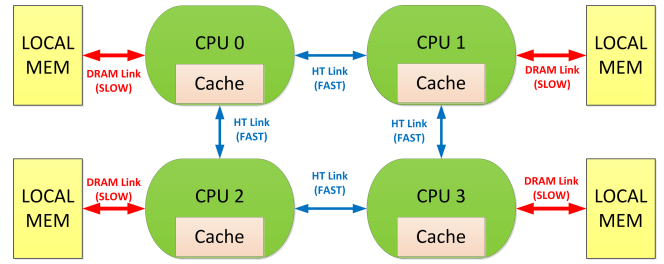 LOCAL
MEM
DRAM Link
(SLOW)
CPU 0
Cache
HT Link
(FAST)
CPU 1
Cache
DRAM Link
(SLOW)
LOCAL
MEM
HT Link
(FAST)
HT Link
(FAST)
LOCAL
MEM
DRAM Link
(SLOW)
CPU 2
Cache
HT Link
(FAST)
CPU 3
Cache
DRAM Link
(SLOW)
LOCAL
MEM